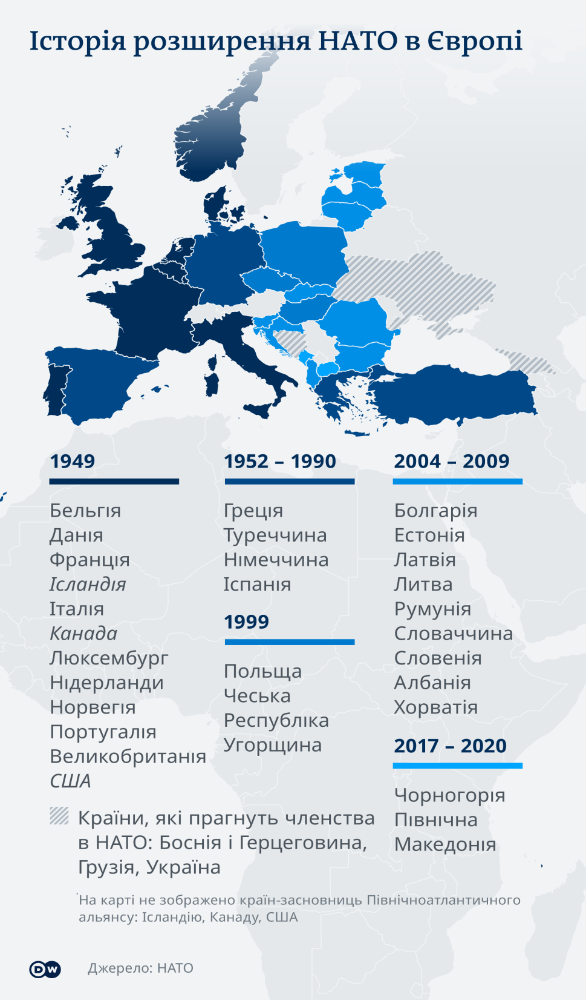 Історія розширення НАТО в Європі
1949
Бельгія
Данія
Франція
Ісландія
Італія
Канада
Люксембург
Нідерланди
Норвегія
Португалія
Великобританія
США
1952 – 1990
Греція
Туреччина
Німеччина
Іспанія
1999
Польща
Чеська
Республіка
Угорщина
2004 – 2009
Болгарія
Естонія
Латвія
Литва
Румунія
Словаччина
Словенія
Албанія
Хорватія
2017 – 2020
Чорногорія
Північна
Македонія
Країни, які прагнуть членства
в НАТО: Боснія і Герцеговина,
Грузія, Україна
На карті не зображено країн-засновниць Північноатлантичного
альянсу: Ісландію, Канаду, США
DW
Джерело: НАТО